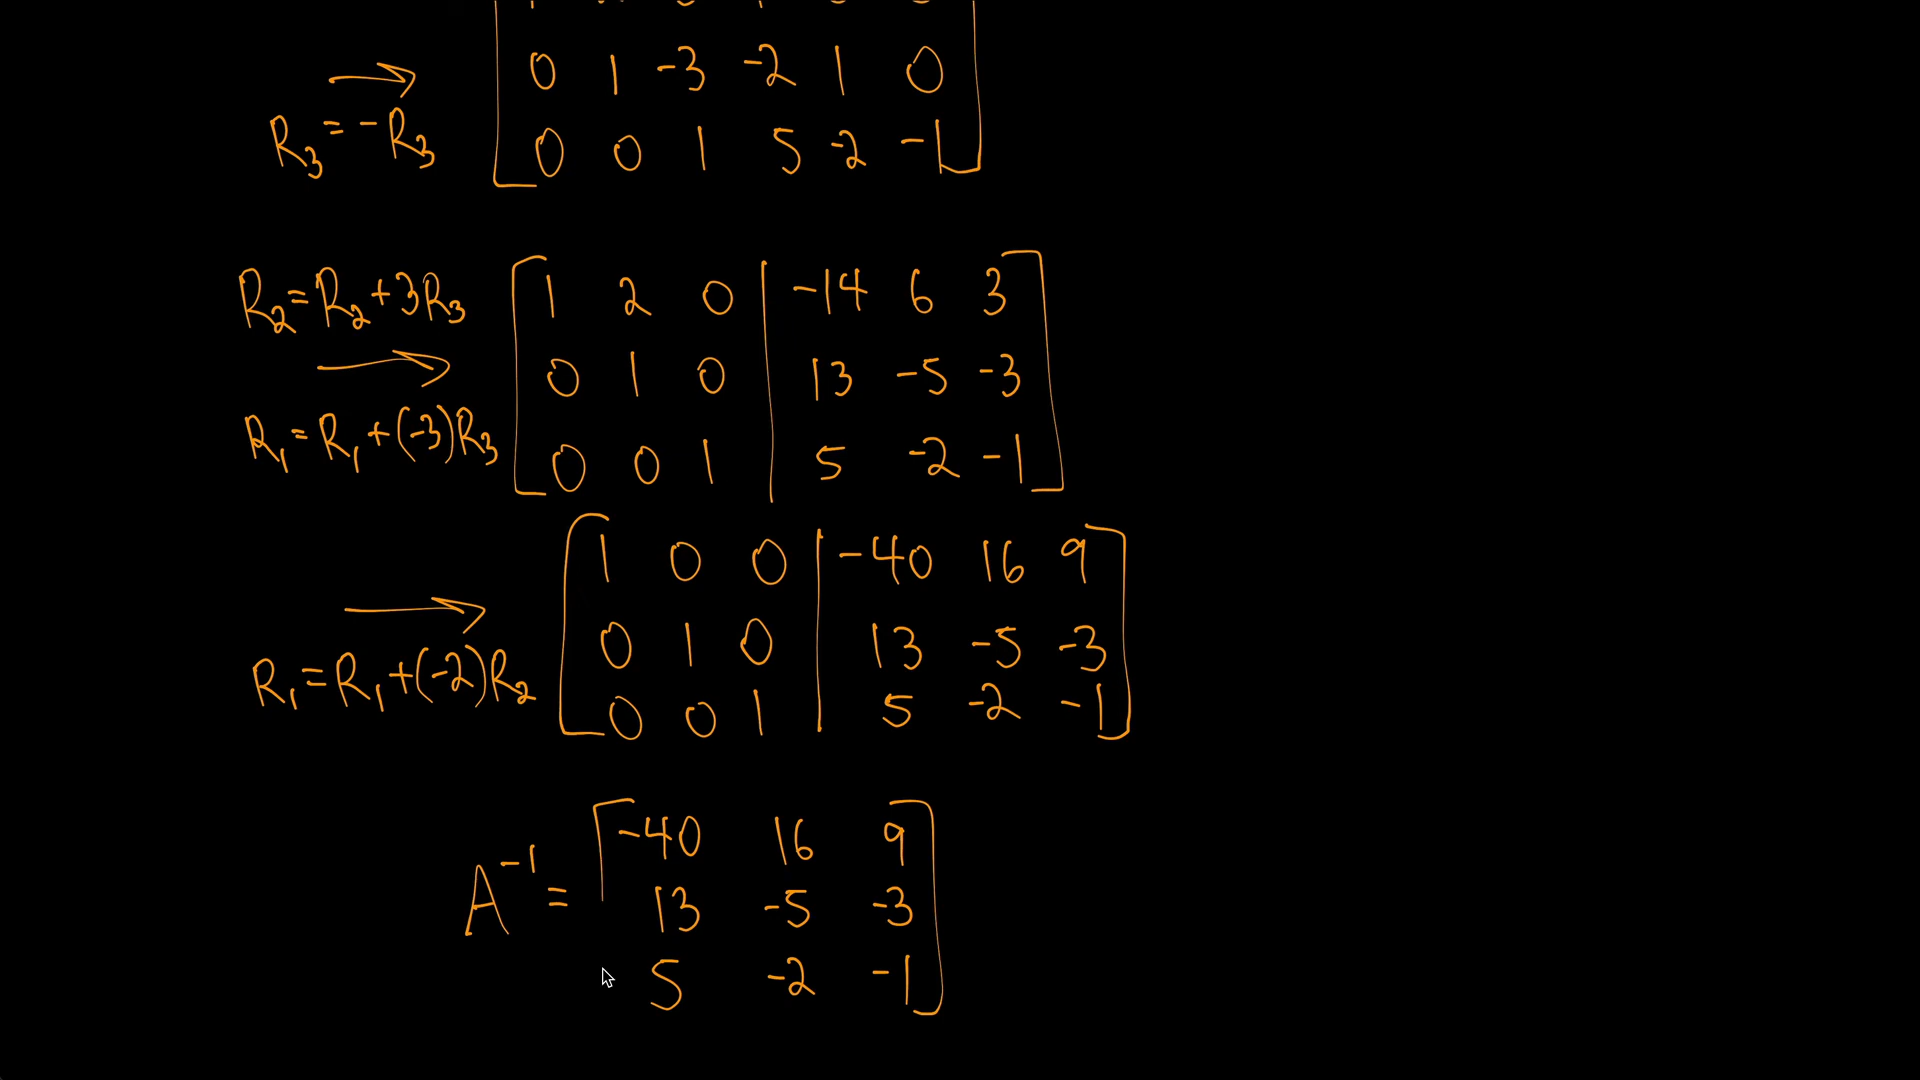 0 1 -3 -2 1 0
R₃ = -R₃
0 0 1 5 -2 -1
R₂ = R₂ + 3R₃
1 2 0 | -14 6 3
0 1 0 | 13 -5 -3
R₁ = R₁ + (-3)R₃
0 0 1 | 5 -2 -1
1 0 0 | -40 16 9
0 1 0 | 13 -5 -3
R₁ = R₁ + (-2)R₂
0 0 1 | 5 -2 -1
-40 16 9
A⁻¹ = 13 -5 -3
5 -2 -1